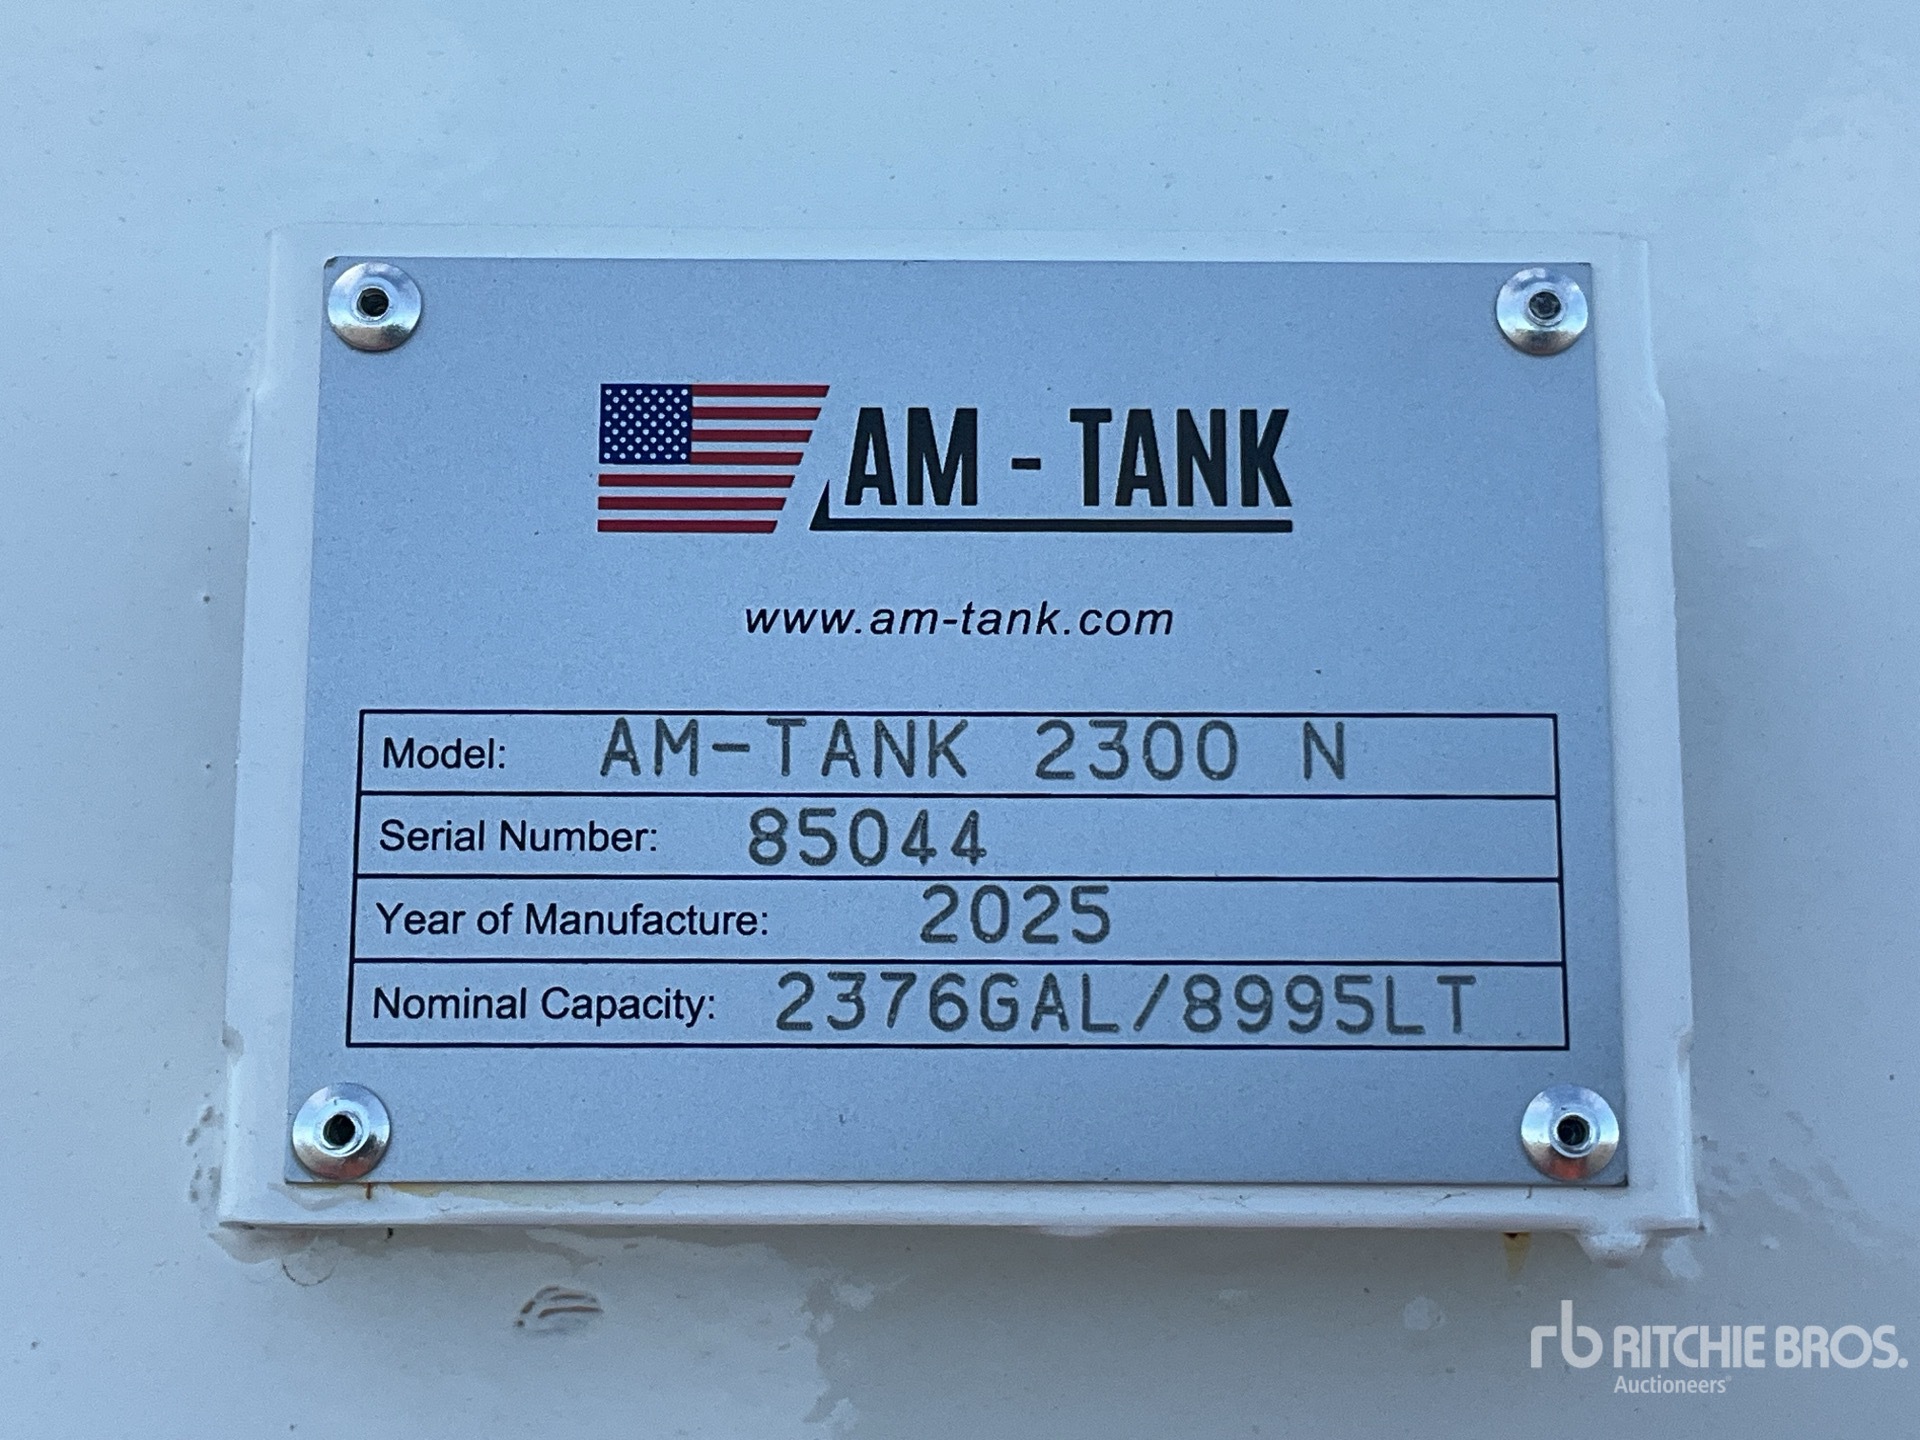 AM - TANK
www.am-tank.com
Model: AM-TANK 2300 N
Serial Number: 85044
Year of Manufacture: 2025
Nominal Capacity: 2376GAL/8995LT
rb RITCHIE BROS.
Auctioneers